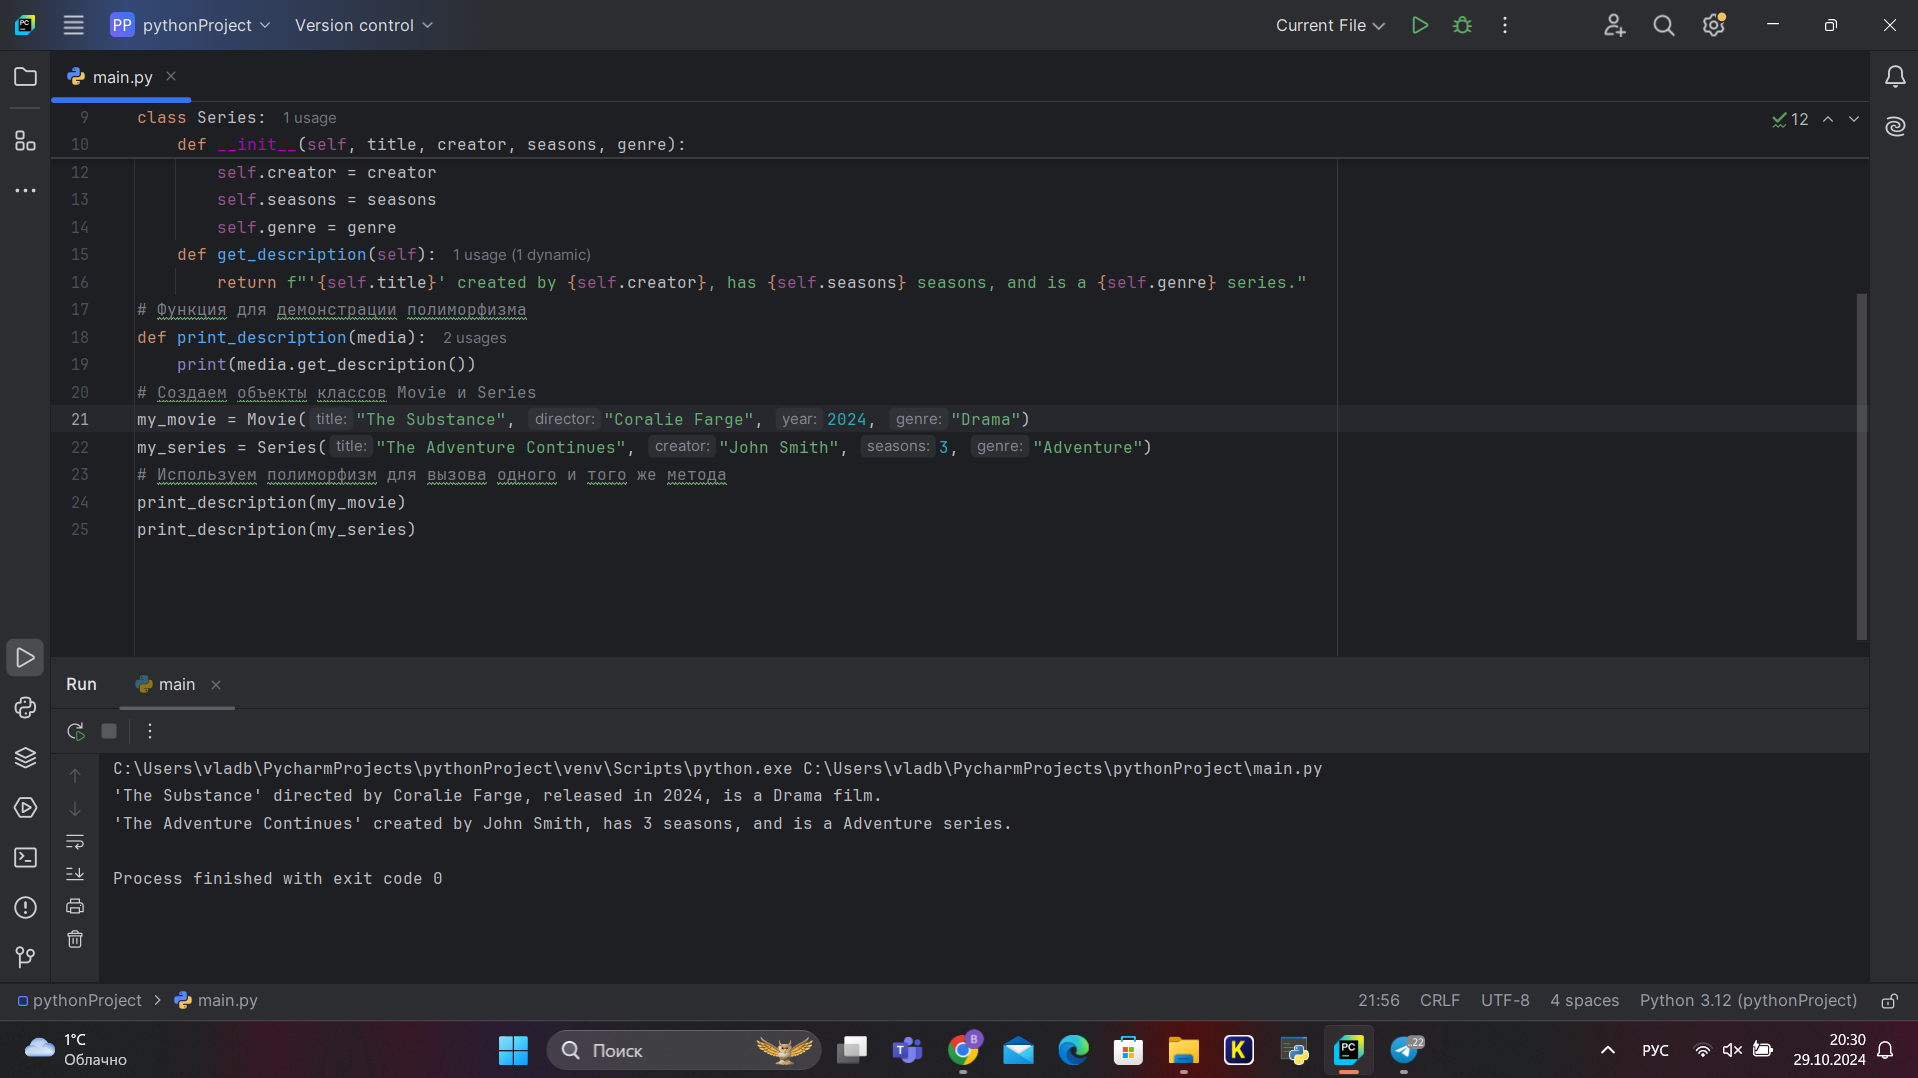 PP pythonProject Version control Current File
main.py
9 class Series: 1 usage
12
10 def __init__(self, title, creator, seasons, genre):
12 self.creator = creator
13 self.seasons = seasons
14 self.genre = genre
15 def get_description(self): 1 usage (1 dynamic)
16 return f"'{self.title}' created by {self.creator}, has {self.seasons} seasons, and is a {self.genre} series."
17 # Функция для демонстрации полиморфизма
18 def print_description(media): 2 usages
19 print(media.get_description())
20 # Создаем объекты классов Movie и Series
21 my_movie = Movie( title: "The Substance", director: "Coralie Farge", year: 2024, genre: "Drama")
22 my_series = Series( title: "The Adventure Continues", creator: "John Smith", seasons: 3, genre: "Adventure")
23 # Используем полиморфизм для вызова одного и того же метода
24 print_description(my_movie)
25 print_description(my_series)
Run main
C:\Users\vladb\PycharmProjects\pythonProject\venv\Scripts\python.exe C:\Users\vladb\PycharmProjects\pythonProject\main.py
'The Substance' directed by Coralie Farge, released in 2024, is a Drama film.
'The Adventure Continues' created by John Smith, has 3 seasons, and is a Adventure series.
Process finished with exit code 0
pythonProject > main.py 21:56 CRLF UTF-8 4 spaces Python 3.12 (pythonProject)
1°C
Облачно
Поиск
РУС
20:30
29.10.2024